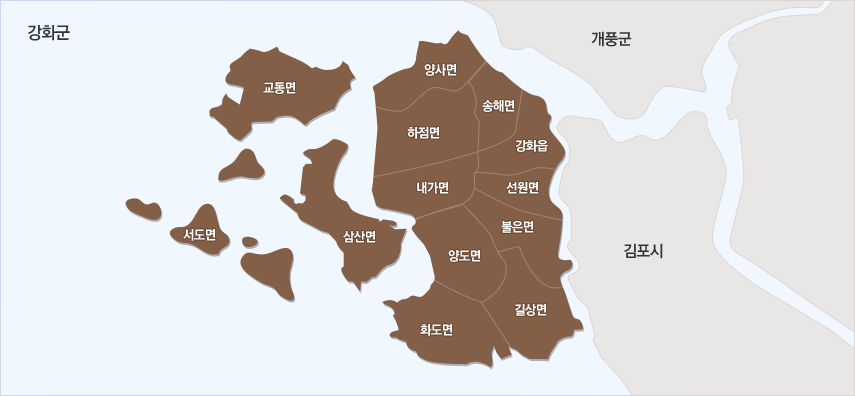 강화군
개풍군
양사면
교통면
송해면
하점면
강화읍
내가면
선원면
불은면
서도면
삼산면
양도면
김포시
길상면
화도면